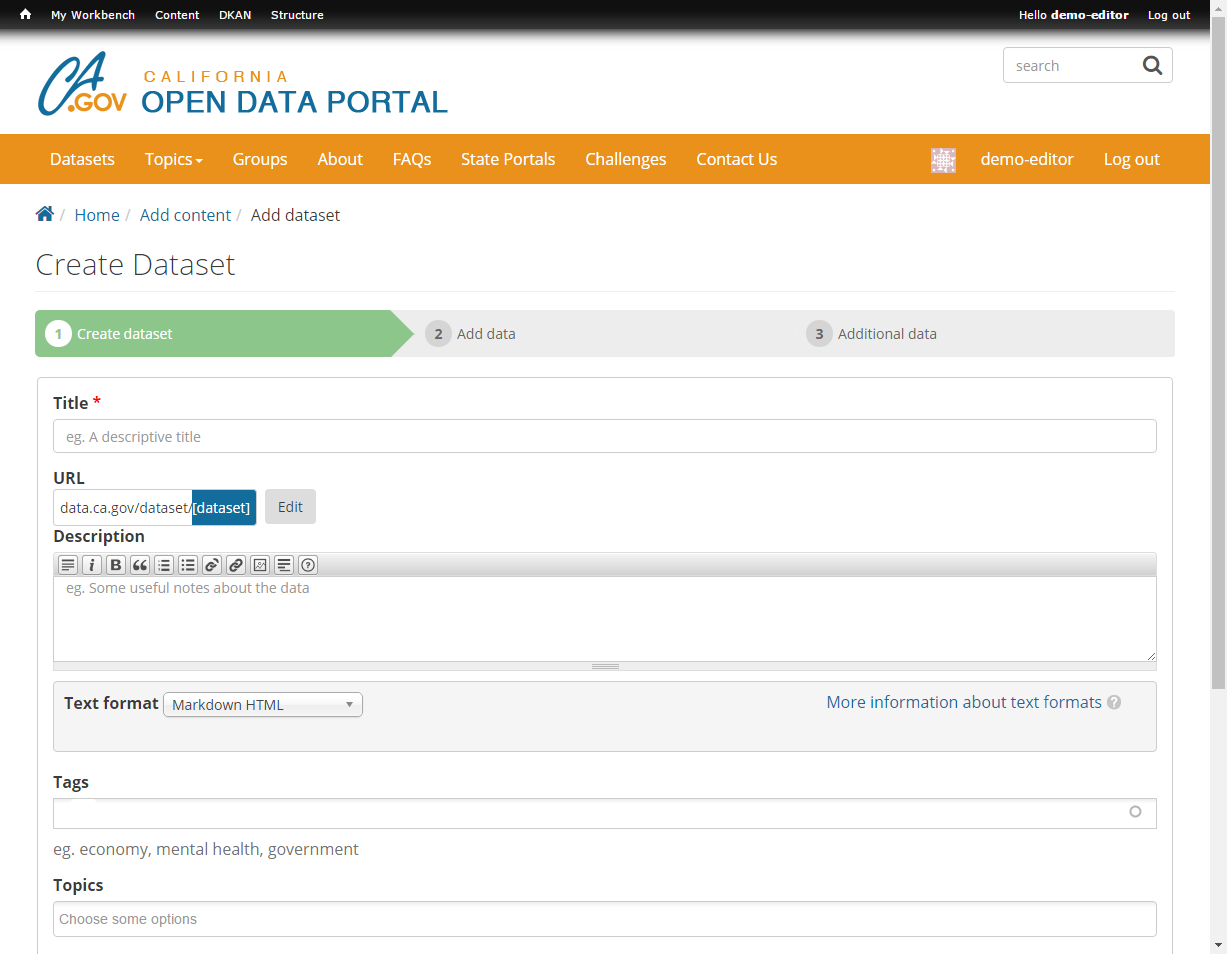 My Workbench Content DKAN Structure Hello demo-editor Log out
CA.GOV CALIFORNIA
OPEN DATA PORTAL
search
Datasets Topics Groups About FAQs State Portals Challenges Contact Us demo-editor Log out
/ Home / Add content / Add dataset
Create Dataset
1 Create dataset 2 Add data 3 Additional data
Title *
eg. A descriptive title
URL
data.ca.gov/dataset/[dataset] Edit
Description
i B
eg. Some useful notes about the data
Text format Markdown HTML More information about text formats ?
Tags
eg. economy, mental health, government
Topics
Choose some options